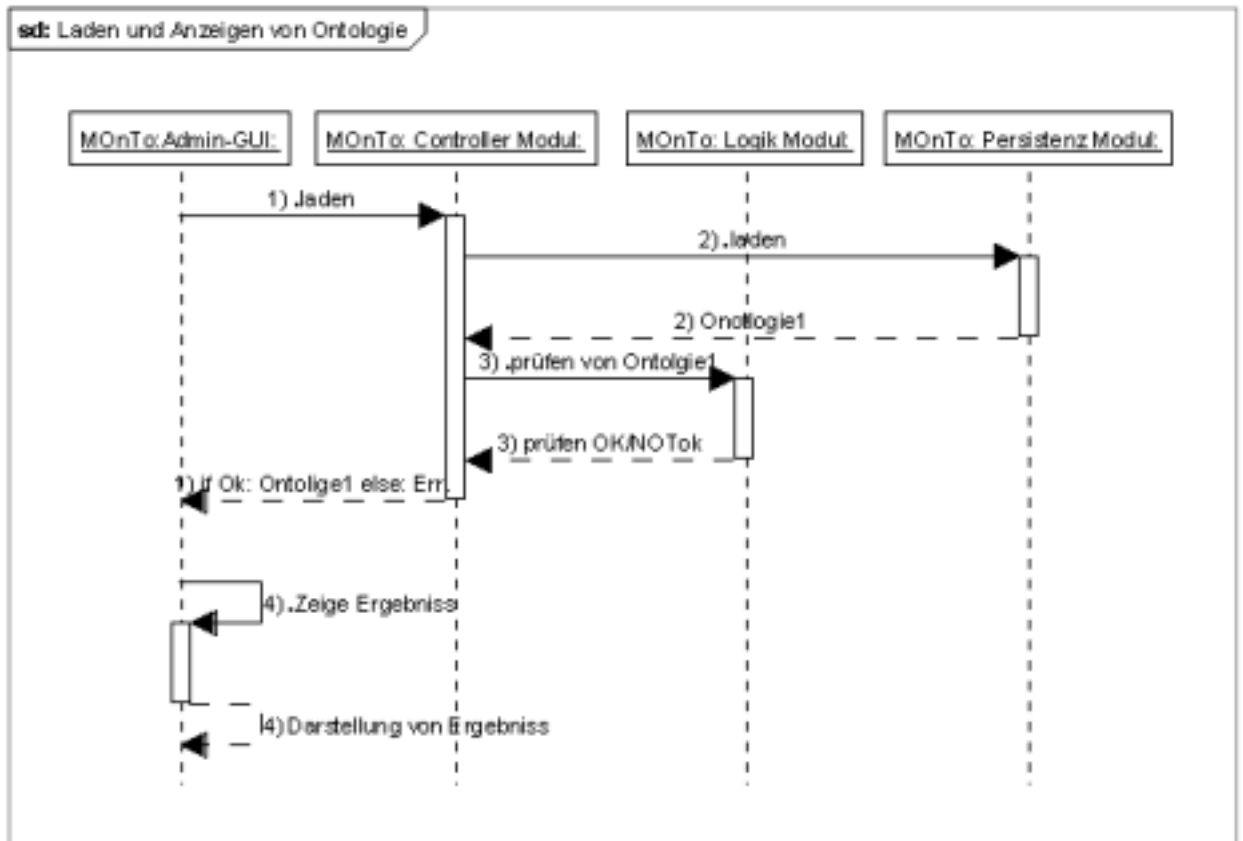 sd: Laden und Anzeigen von Ontologie
MOnTo:Admin-GUI:
MOnTo: Controller Modul:
MOnTo: Logik Modul:
MOnTo: Persistenz Modul:
1) .laden
2) .laden
2) Onotlogie1
3) .prüfen von Ontolgie1
3) prüfen OK/NOTok
1) if Ok: Ontolige1 else: Err.
4) .Zeige Ergebniss
4) Darstellung von Ergebniss